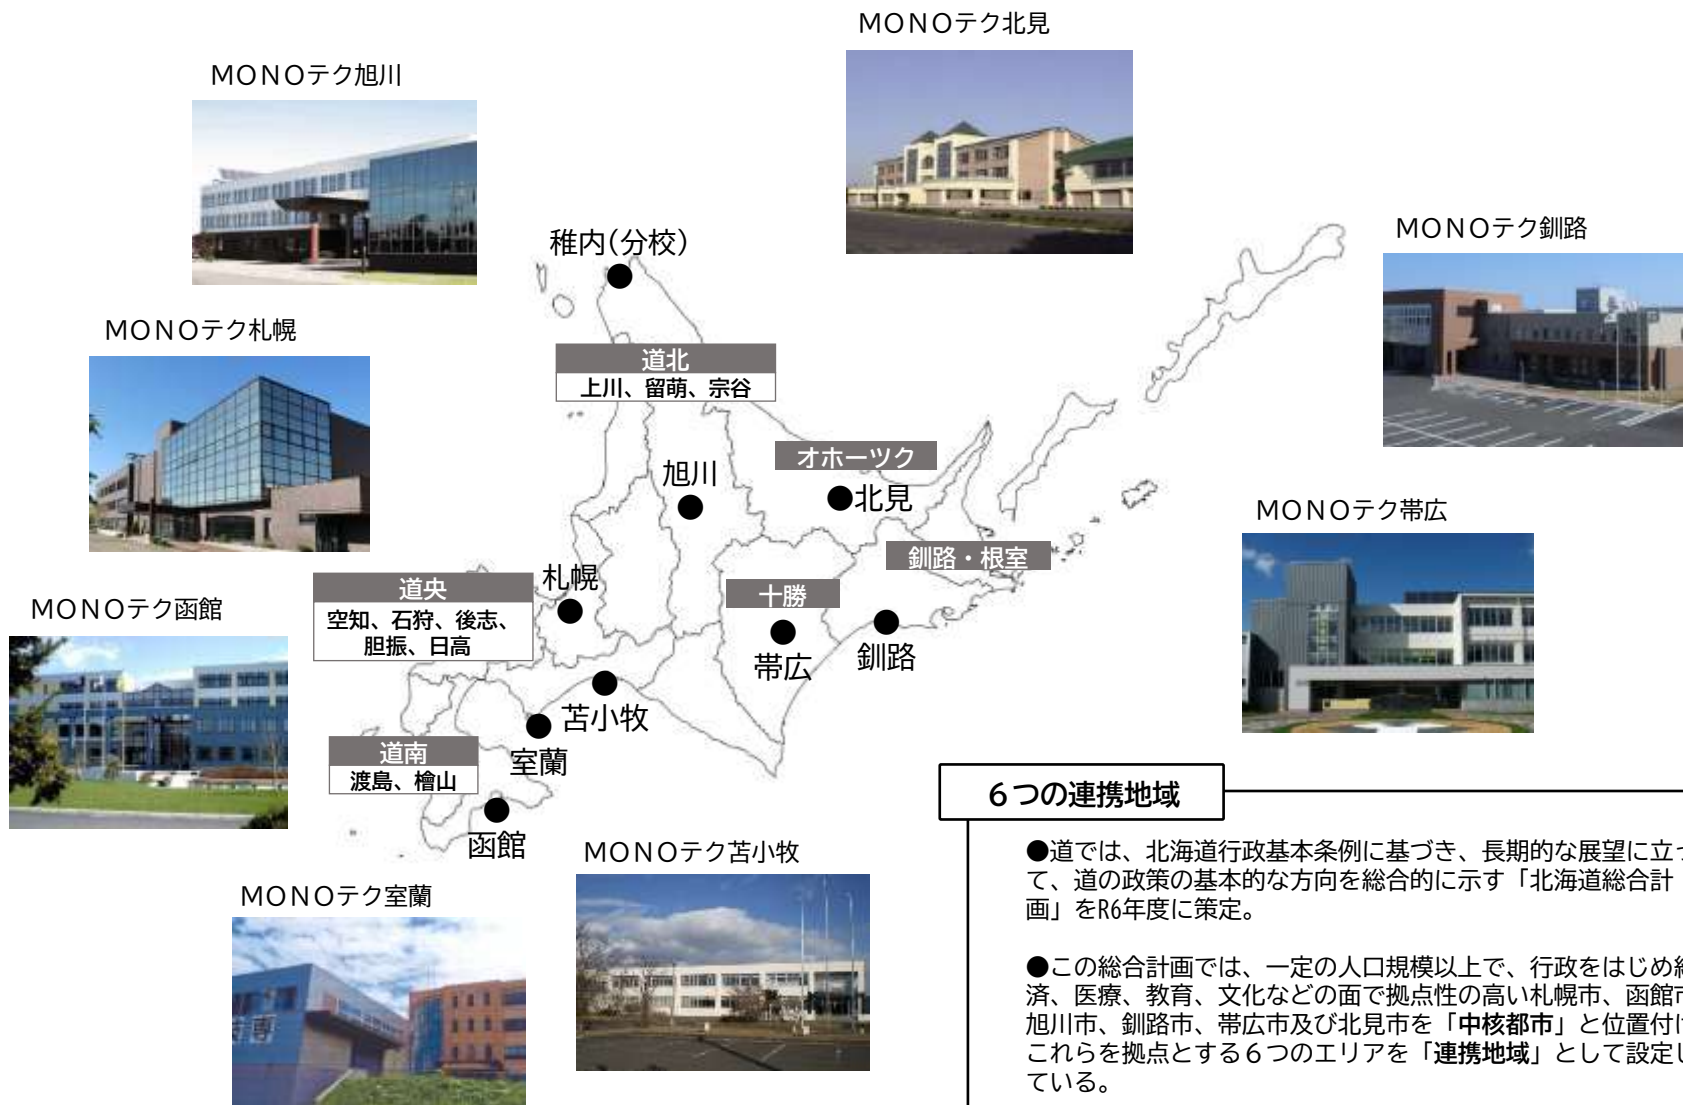 MONOテク北見
MONOテク旭川
MONOテク釧路
稚内(分校)
MONOテク札幌
道北
上川、留萌、宗谷
オホーツク
旭川
北見
MONOテク帯広
釧路・根室
札幌
道央
空知、石狩、後志、
胆振、日高
十勝
MONOテク函館
帯広
釧路
苫小牧
道南
渡島、檜山
室蘭
函館
MONOテク苫小牧
MONOテク室蘭
6つの連携地域
●道では、北海道行政基本条例に基づき、長期的な展望に立っ
て、道の政策の基本的な方向を総合的に示す「北海道総合計
画」をR6年度に策定。
●この総合計画では、一定の人口規模以上で、行政をはじめ経
済、医療、教育、文化などの面で拠点性の高い札幌市、函館市
旭川市、釧路市、帯広市及び北見市を「中核都市」と位置付け
これらを拠点とする6つのエリアを「連携地域」として設定し
ている。